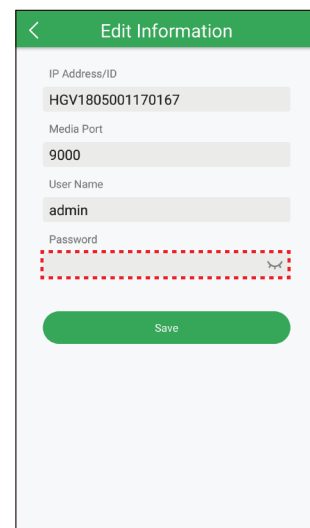 Edit Information
IP Address/ID
HGV1805001170167
Media Port
9000
User Name
admin
Password
Save